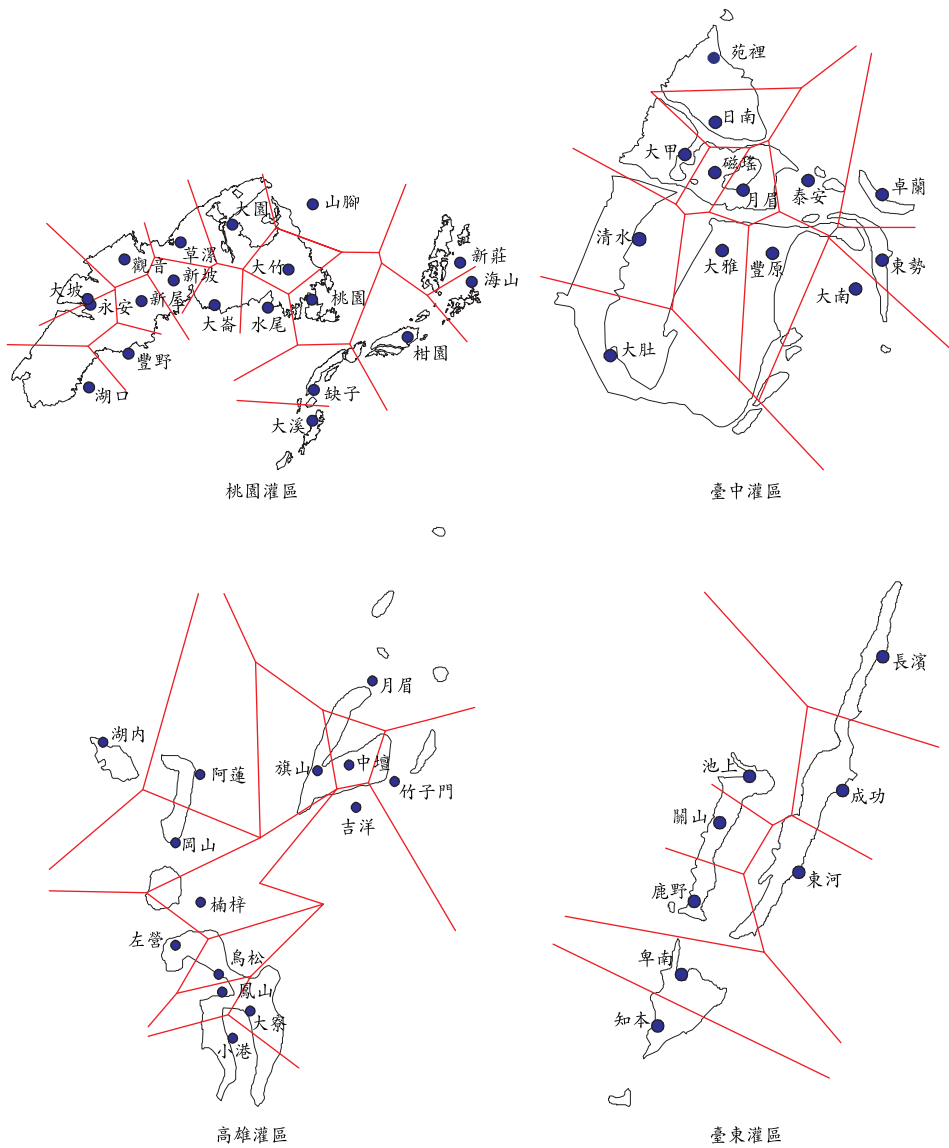 山腳
大園
草漯
觀音
新坡
大竹
大坡
永安
新屋
大崙
水尾
桃園
新莊
海山
豐野
湖口
柑園
缺子
大溪
桃園灌區
苑裡
日南
大甲
磁瑤
月眉
泰安
卓蘭
清水
大雅
豐原
東勢
大南
大肚
臺中灌區
月眉
湖內
阿蓮
旗山
中壇
竹子門
吉洋
岡山
楠梓
左營
鳥松
鳳山
大寮
小港
高雄灌區
長濱
池上
成功
關山
東河
鹿野
卑南
知本
臺東灌區